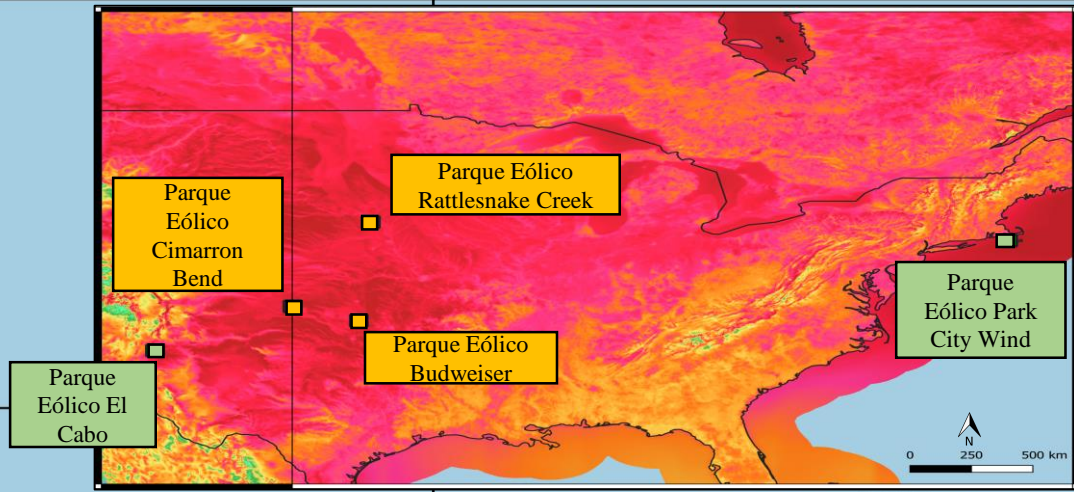 Parque Eólico
Rattlesnake Creek
Parque
Eólico
Cimarron
Bend
Parque
Eólico Park
City Wind
Parque Eólico
Budweiser
Parque
Eólico El
Cabo
N
0 250 500 km